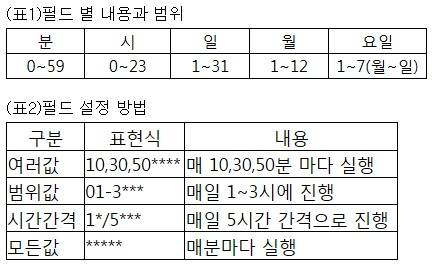 (표1)필드 별 내용과 범위
분 시 일 월 요일
0~59 0~23 1~31 1~12 1~7(월~일)
(표2)필드 설정 방법
구분 표현식 내용
여러값 10,30,50**** 매 10,30,50분 마다 실행
범위값 01-3*** 매일 1~3시에 진행
시간간격 1*/5*** 매일 5시간 간격으로 진행
모든값 ***** 매분마다 실행